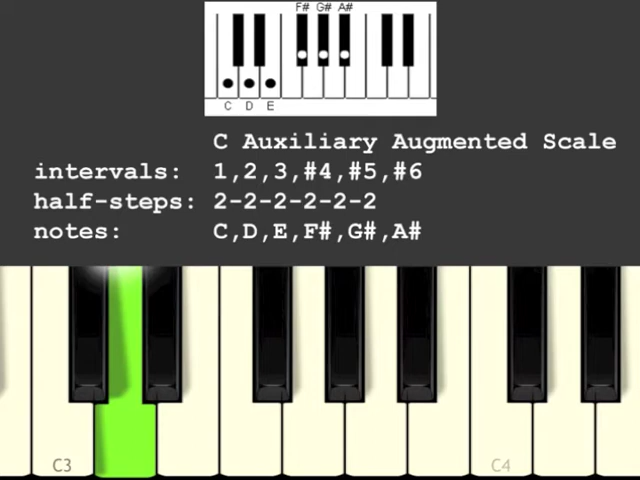 F# G# A#
C D E
C Auxiliary Augmented Scale
intervals: 1,2,3,#4,#5,#6
half-steps: 2-2-2-2-2-2
notes: C,D,E,F#,G#,A#
C3 C4